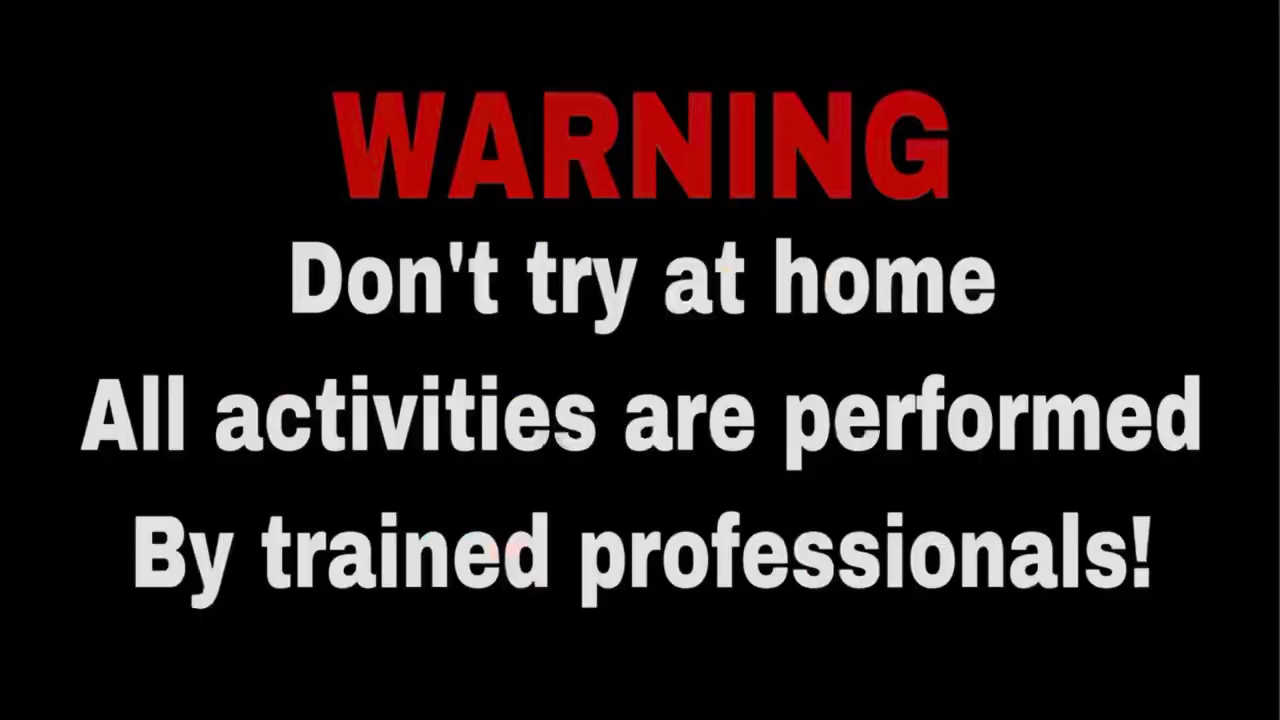 WARNING
Don't try at home
All activities are performed
By trained professionals!